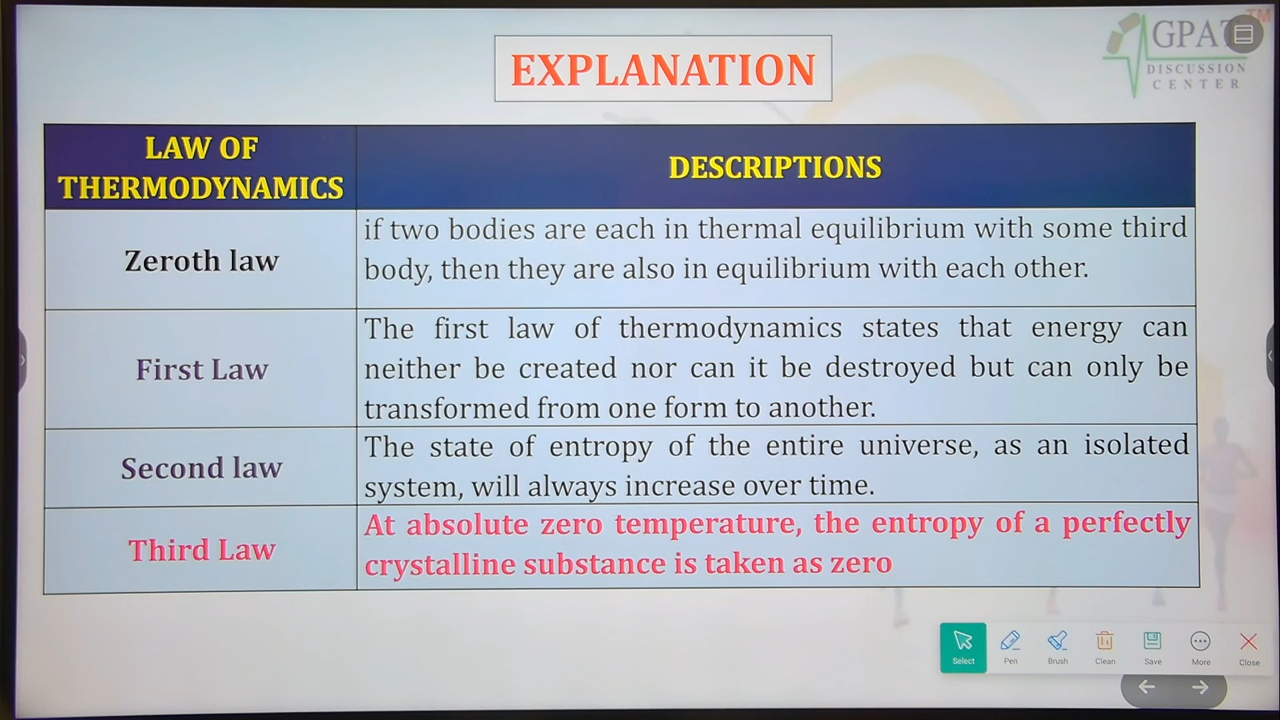 EXPLANATION
GPAT
TM
DISCUSSION
CENTER
LAW OF
THERMODYNAMICS
DESCRIPTIONS
Zeroth law
if two bodies are each in thermal equilibrium with some third
body, then they are also in equilibrium with each other.
First Law
The first law of thermodynamics states that energy can
neither be created nor can it be destroyed but can only be
transformed from one form to another.
Second law
The state of entropy of the entire universe, as an isolated
system, will always increase over time.
Third Law
At absolute zero temperature, the entropy of a perfectly
crystalline substance is taken as zero
Select
Pen
Brush
Clean
Save
More
Close